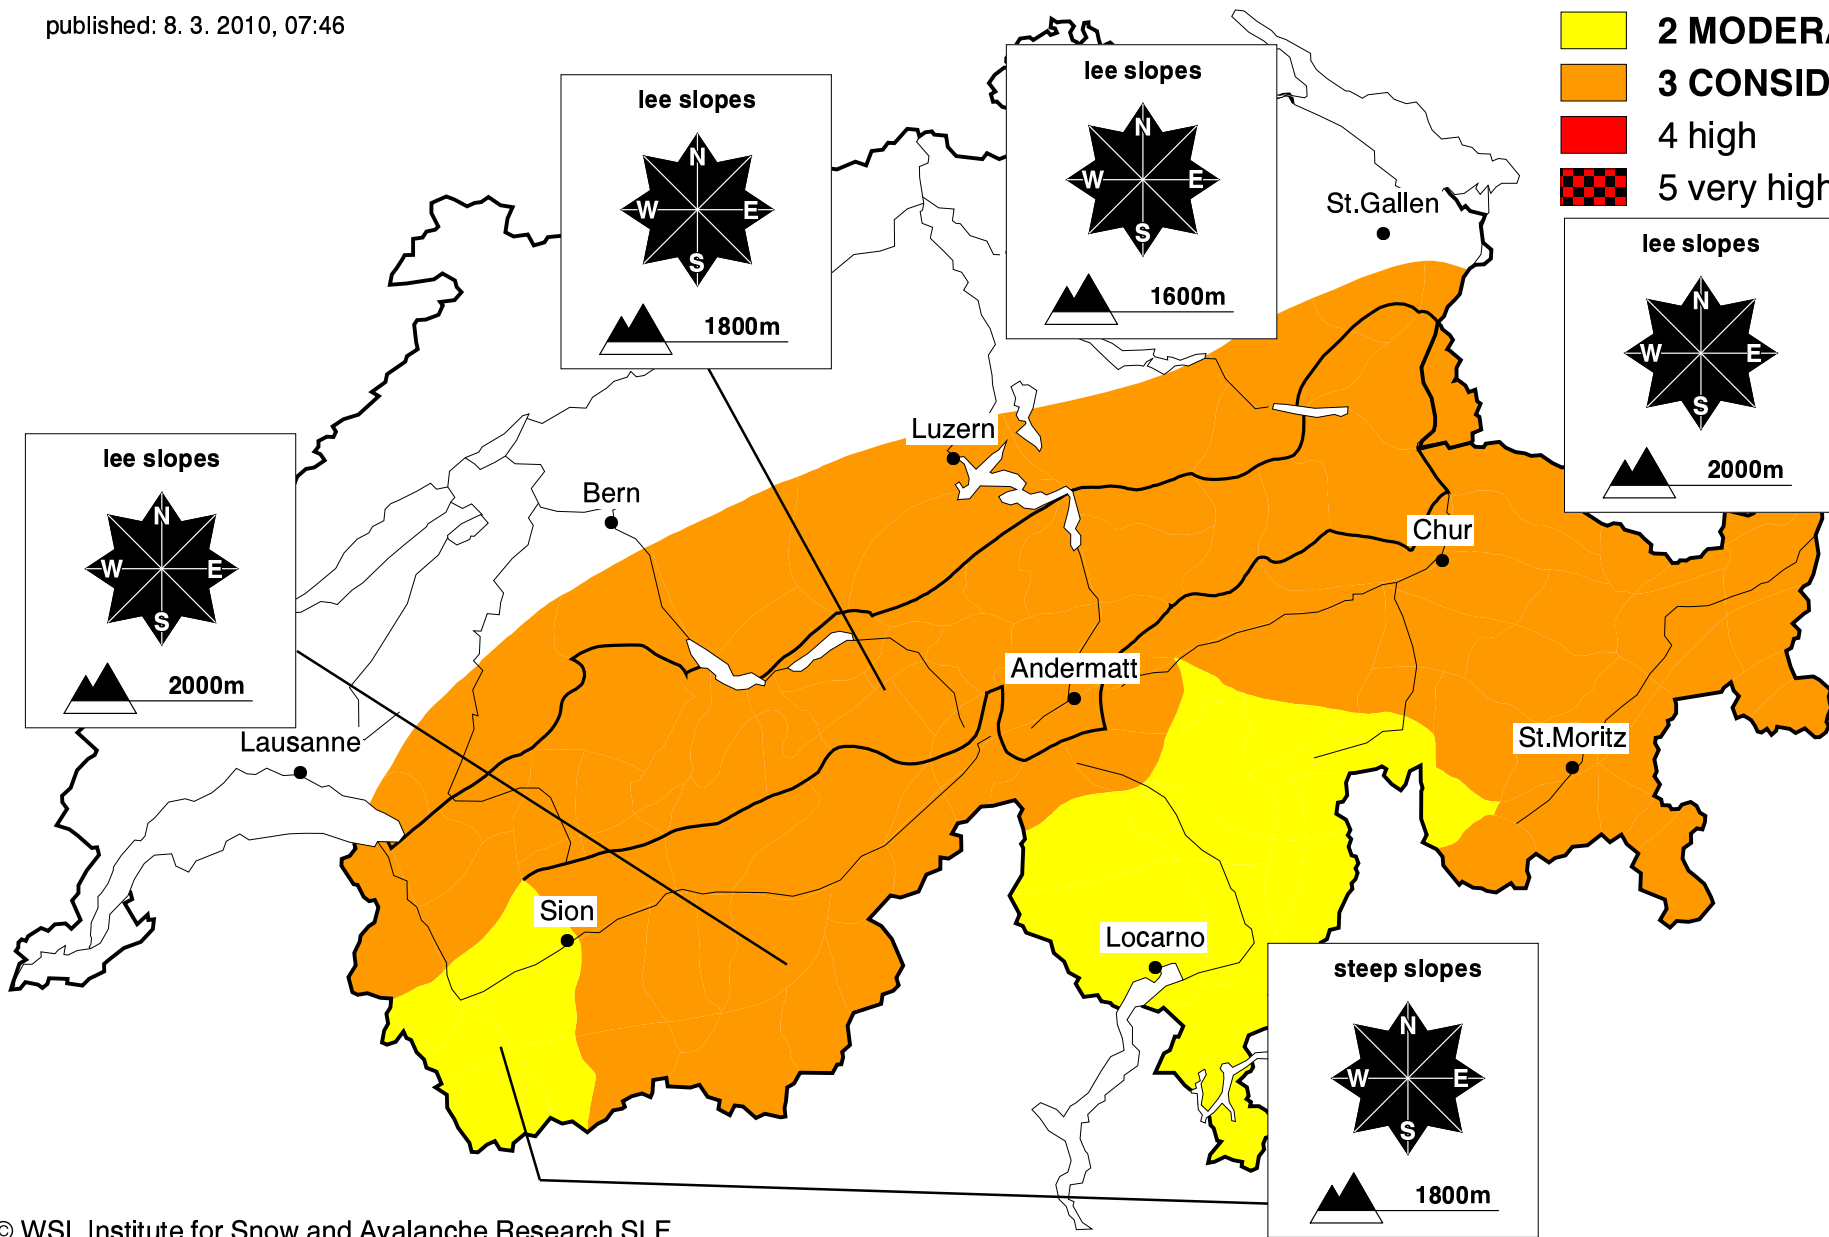 published: 8. 3. 2010, 07:46
2 MODERA
3 CONSID
4 high
5 very high
lee slopes
N
W E
S
1800m
lee slopes
N
W E
S
1600m
St.Gallen
lee slopes
N
W E
S
2000m
lee slopes
N
W E
S
2000m
Luzern
Bern
Chur
Andermatt
Lausanne
St.Moritz
Sion
Locarno
steep slopes
N
W E
S
1800m
© WSL Institute for Snow and Avalanche Research SLF